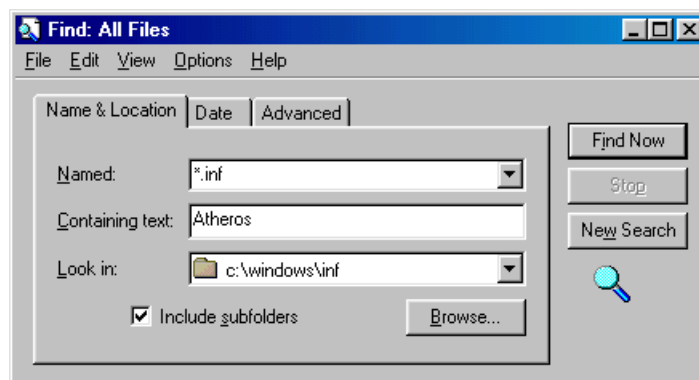 Find: All Files
File Edit View Options Help
Name & Location Date Advanced
Find Now
Named: *.inf
Stop
Containing text: Atheros
New Search
Look in: c:\windows\inf
Include subfolders Browse...